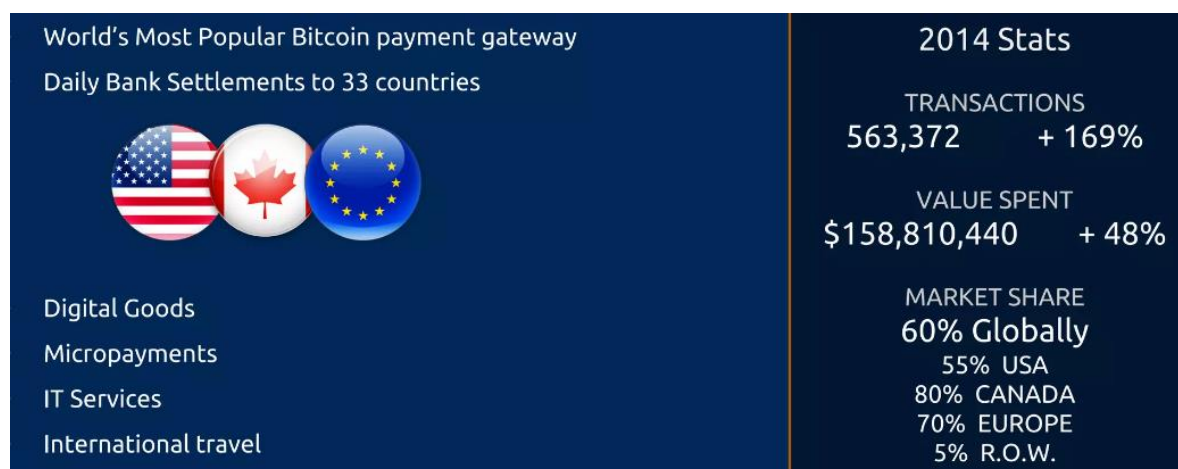 World's Most Popular Bitcoin payment gateway
Daily Bank Settlements to 33 countries
Digital Goods
Micropayments
IT Services
International travel
2014 Stats
TRANSACTIONS
563,372 + 169%
VALUE SPENT
$158,810,440 + 48%
MARKET SHARE
60% Globally
55% USA
80% CANADA
70% EUROPE
5% R.O.W.